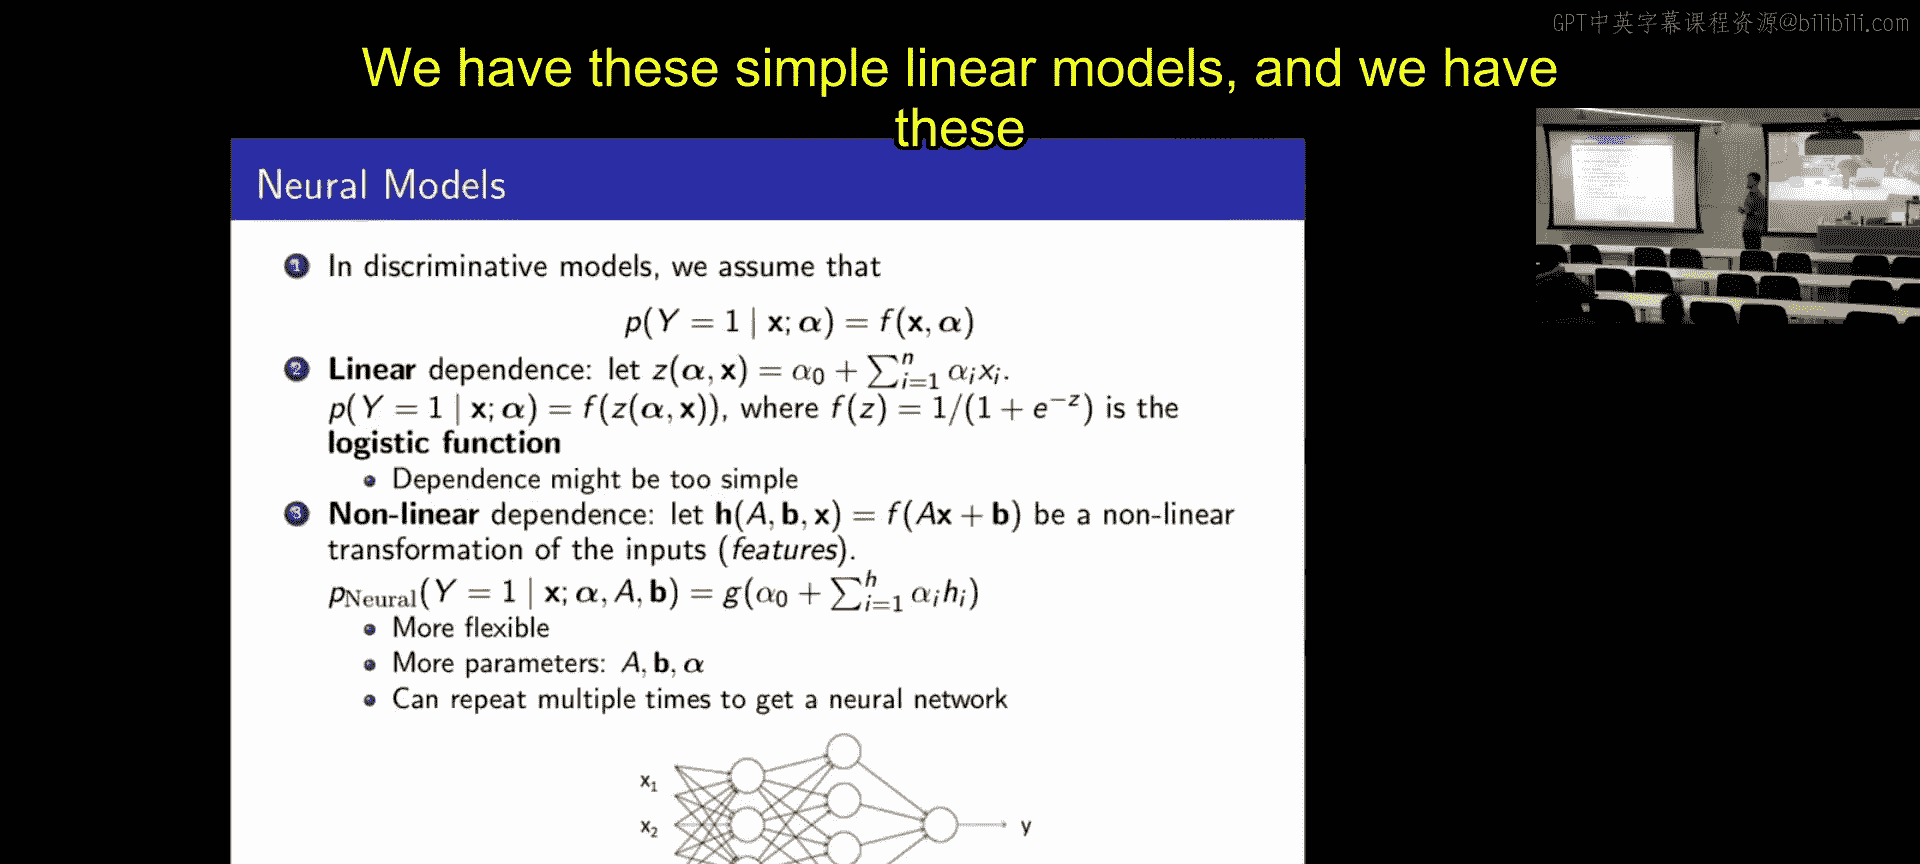 GPT中英字幕课程资源@bilibili.com
We have these simple linear models, and we have
these
Neural Models
1 In discriminative models, we assume that
p(Y = 1 | x; α) = f(x, α)
2 Linear dependence: let z(α, x) = α₀ + ∑ⁿᵢ₌₁ αᵢxᵢ.
p(Y = 1 | x; α) = f(z(α, x)), where f(z) = 1/(1 + e⁻ᶻ) is the
logistic function
• Dependence might be too simple
3 Non-linear dependence: let h(A, b, x) = f(Ax + b) be a non-linear
transformation of the inputs (features).
pNeural(Y = 1 | x; α, A, b) = g(α₀ + ∑ʰᵢ₌₁ αᵢhᵢ)
• More flexible
• More parameters: A, b, α
• Can repeat multiple times to get a neural network
x₁
x₂
y